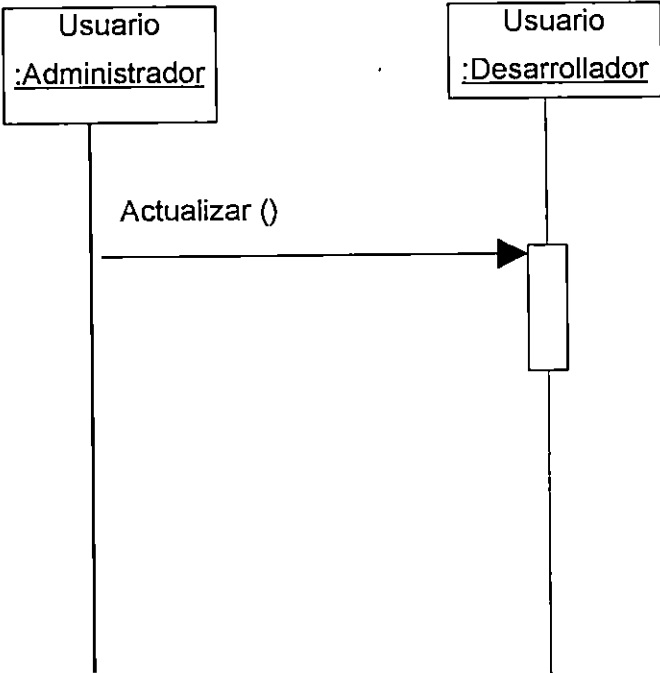 Usuario
:Administrador
Usuario
:Desarrollador
Actualizar ()